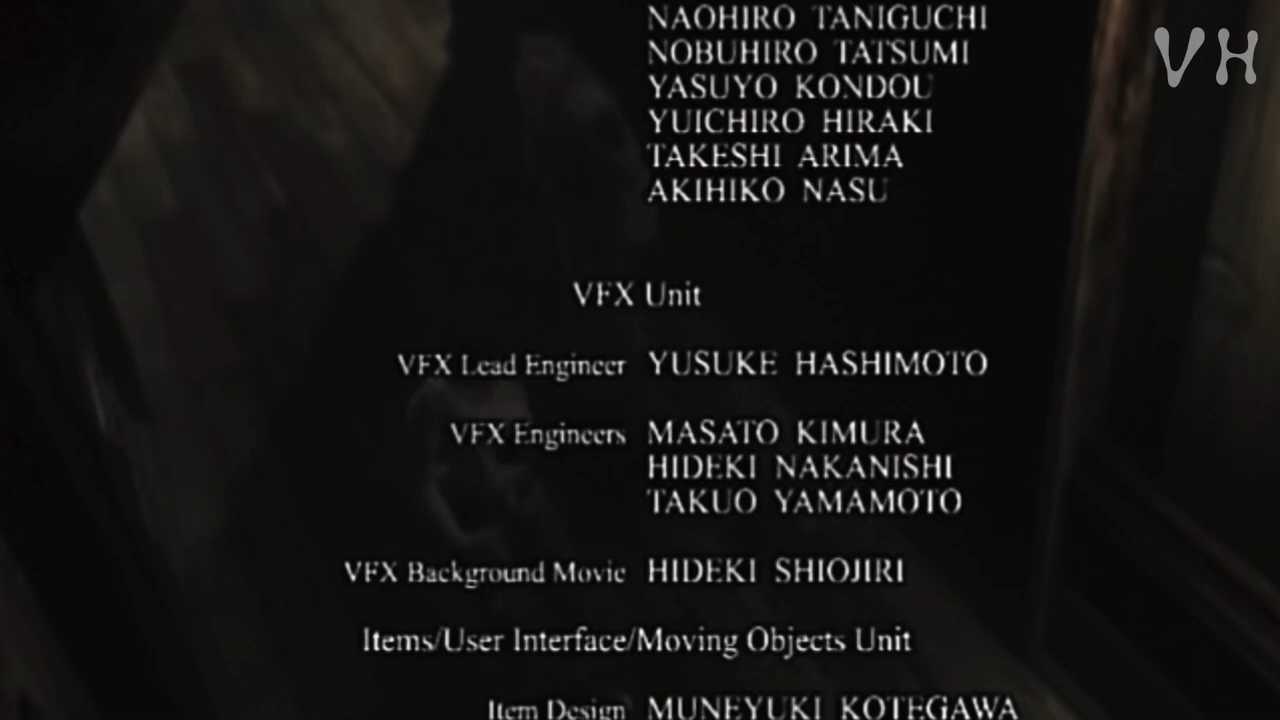 NAOHIRO TANIGUCHI
VH
NOBUHIRO TATSUMI
YASUYO KONDOU
YUICHIRO HIRAKI
TAKESHI ARIMA
AKIHIKO NASU
VFX Unit
VFX Lead Engineer YUSUKE HASHIMOTO
VFX Engineers MASATO KIMURA
HIDEKI NAKANISHI
TAKUO YAMAMOTO
VFX Background Movie HIDEKI SHIOJIRI
Items/User Interface/Moving Objects Unit
Item Design MUNEYUKI KOTEGAWA